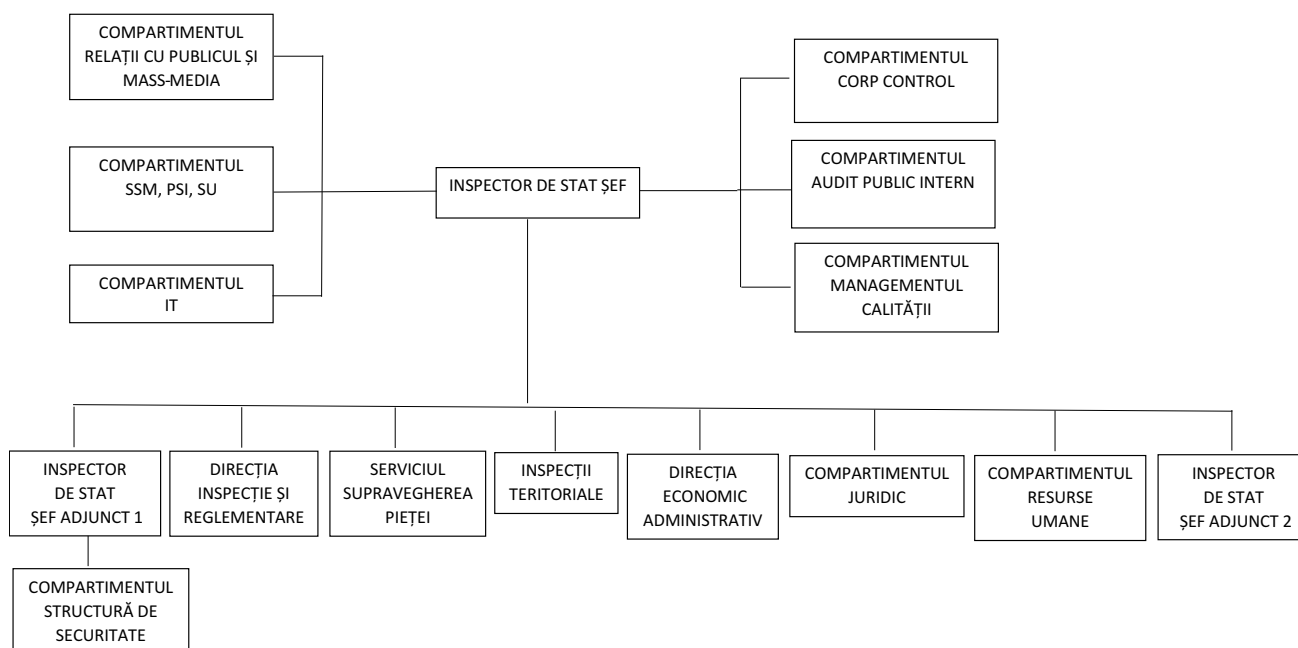 COMPARTIMENTUL
RELAȚII CU PUBLICUL ȘI
MASS-MEDIA
COMPARTIMENTUL
CORP CONTROL
COMPARTIMENTUL
SSM, PSI, SU
INSPECTOR DE STAT ȘEF
COMPARTIMENTUL
AUDIT PUBLIC INTERN
COMPARTIMENTUL
IT
COMPARTIMENTUL
MANAGEMENTUL
CALITĂȚII
INSPECTOR
DE STAT
ȘEF ADJUNCT 1
DIRECȚIA
INSPECȚIE ȘI
REGLEMENTARE
SERVICIUL
SUPRAVEGHEREA
PIEȚEI
INSPECȚII
TERITORIALE
DIRECȚIA
ECONOMIC
ADMINISTRATIV
COMPARTIMENTUL
JURIDIC
COMPARTIMENTUL
RESURSE
UMANE
INSPECTOR
DE STAT
ȘEF ADJUNCT 2
COMPARTIMENTUL
STRUCTURĂ DE
SECURITATE